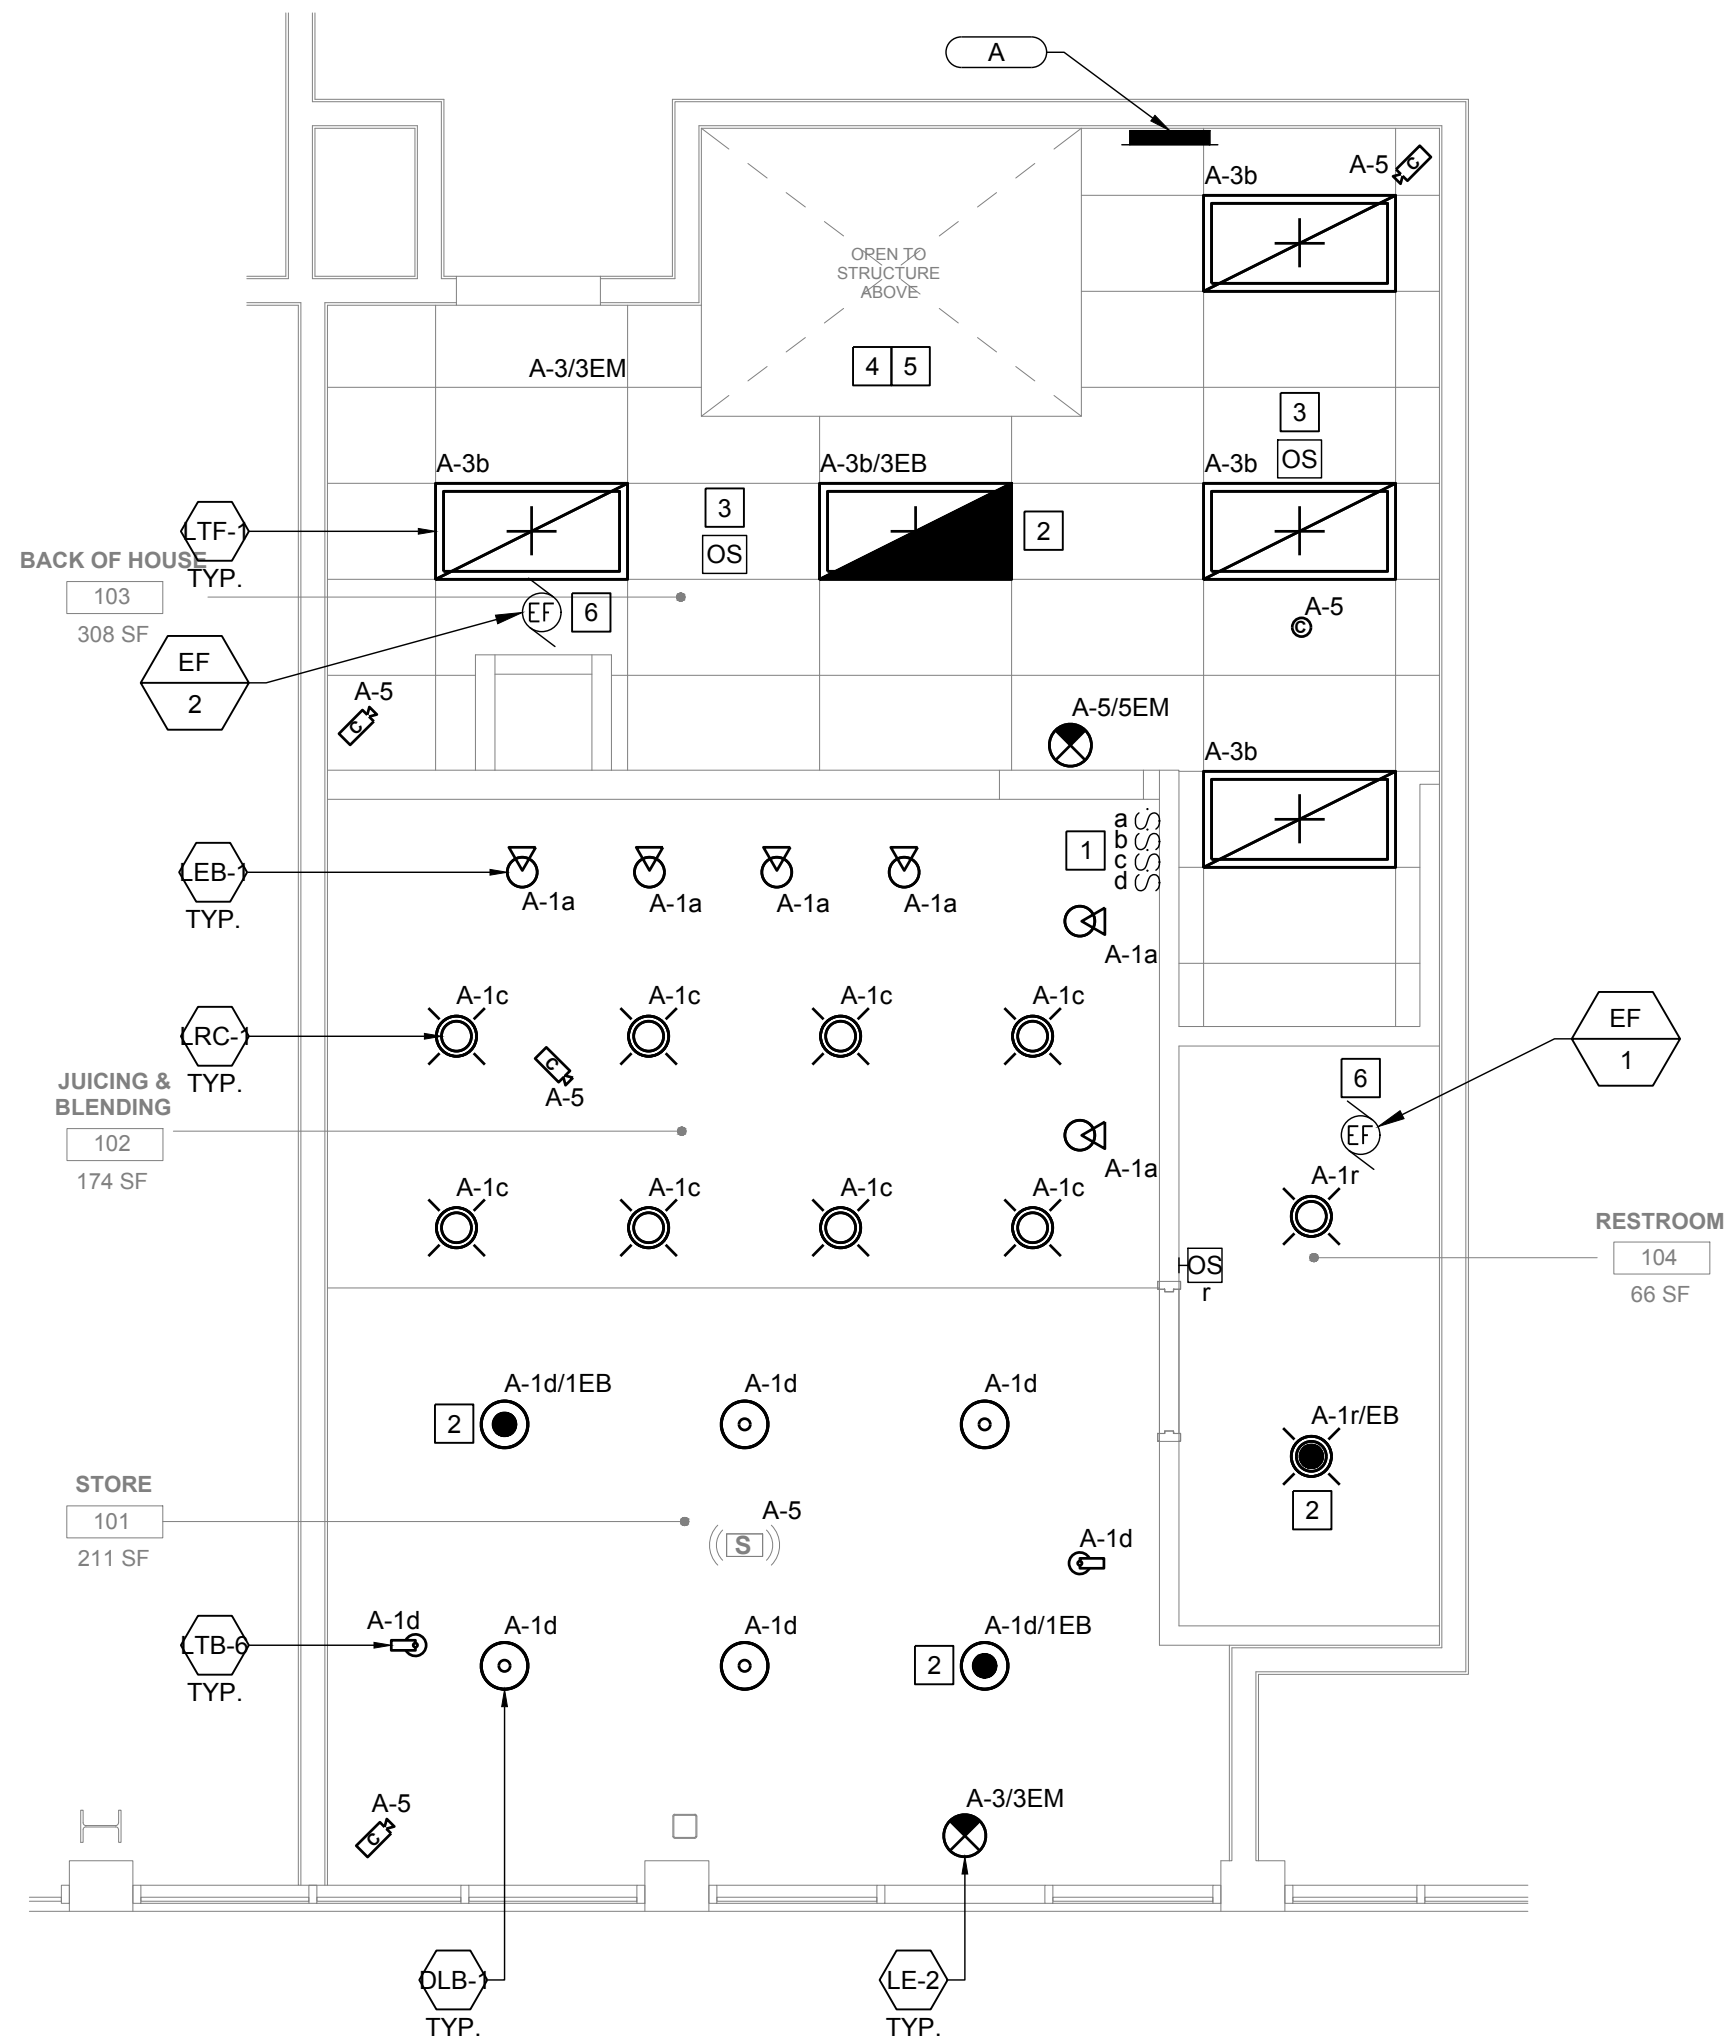 A
A-3b
A-5
C
OPEN TO
STRUCTURE
ABOVE
4 5
A-3/3EM
3
OS
A-3b
A-3b/3EB
A-3b
3
OS
2
LTF-1
TYP.
BACK OF HOUSE
103
308 SF
EF
6
A-5
C
EF
2
A-5
C
A-5/5EM
A-3b
a S
b S
c S
d S
1
LEB-1
TYP.
A-1a
A-1a
A-1a
A-1a
A-1a
A-1c
A-1c
A-1c
A-1c
LRC-1
TYP.
C
A-5
EF
1
6
EF
JUICING &
BLENDING
102
174 SF
A-1a
A-1r
A-1c
A-1c
A-1c
A-1c
RESTROOM
104
66 SF
OS
r
A-1d/1EB
A-1d
A-1d
2
A-1r/EB
2
STORE
101
211 SF
A-5
S
A-1d
LTB-6
TYP.
A-1d
A-1d
A-1d
A-1d/1EB
2
A-5
C
A-3/3EM
DLB-1
TYP.
LE-2
TYP.